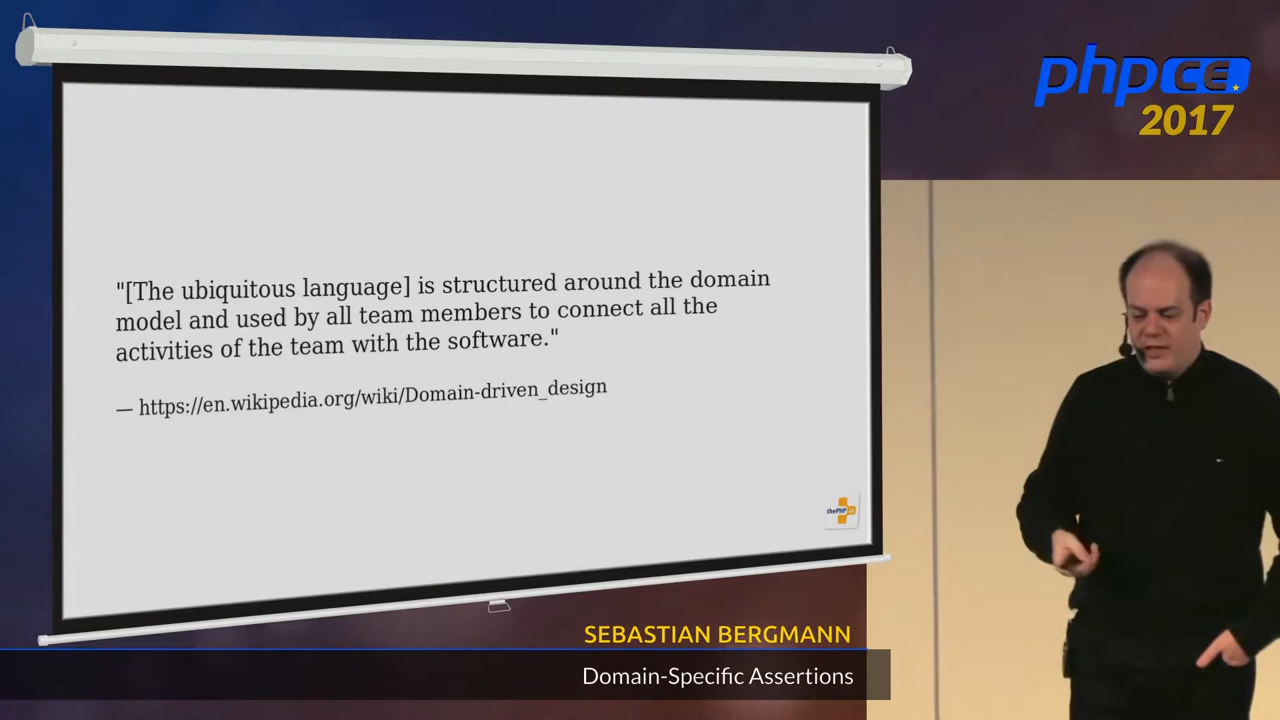 phpCE
2017
"[The ubiquitous language] is structured around the domain
model and used by all team members to connect all the
activities of the team with the software."
— https://en.wikipedia.org/wiki/Domain-driven_design
thePHP.cc
SEBASTIAN BERGMANN
Domain-Specific Assertions